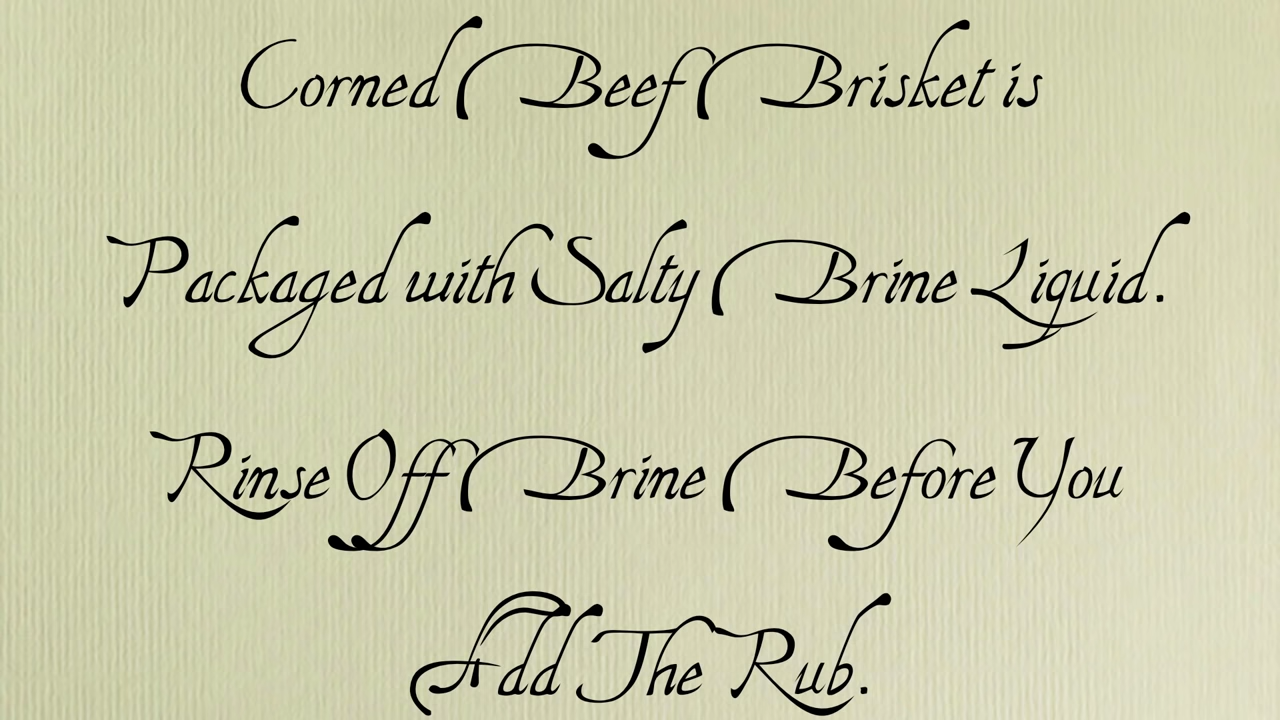 Corned Beef Brisket is
Packaged with Salty Brine Liquid.
Rinse Off Brine Before You
Add The Rub.